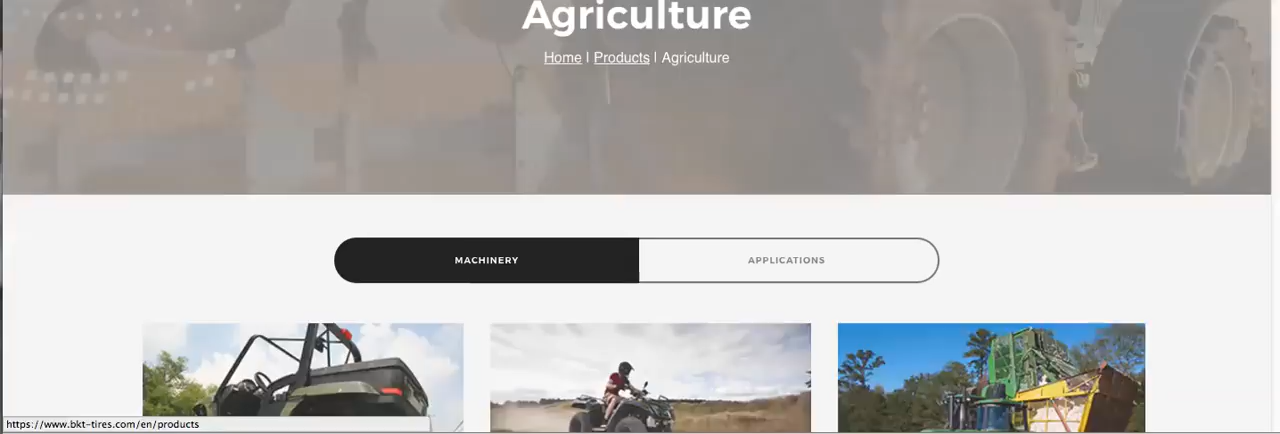 Agriculture
Home | Products | Agriculture
MACHINERY
APPLICATIONS
https://www.bkt-tires.com/en/products